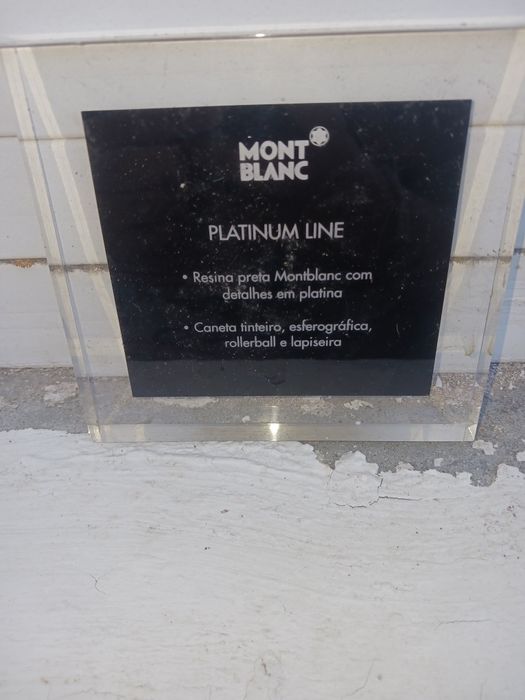 MONT
BLANC
PLATINUM LINE
• Resina preta Montblanc com
detalhes em platina
• Caneta tinteiro, esferográfica,
rollerball e lapiseira